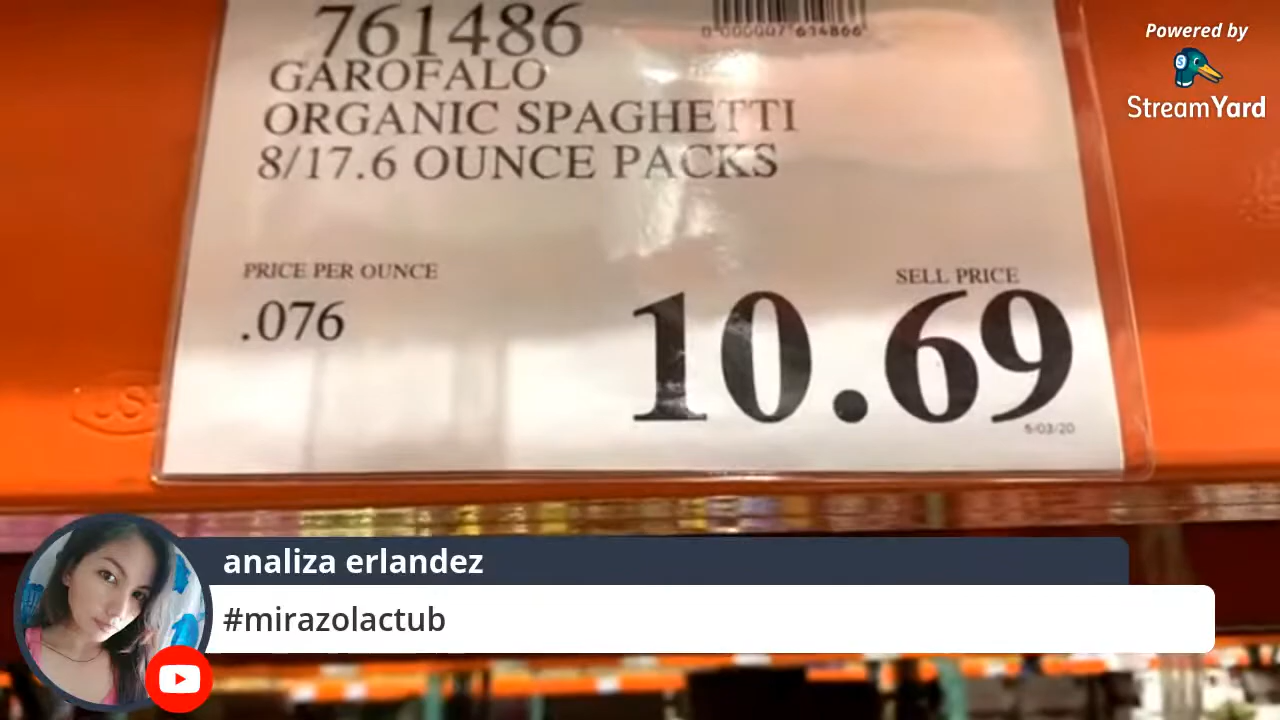 761486
GAROFALO
ORGANIC SPAGHETTI
8/17.6 OUNCE PACKS
PRICE PER OUNCE
.076
SELL PRICE
10.69
Powered by
StreamYard
analiza erlandez
#mirazolactub